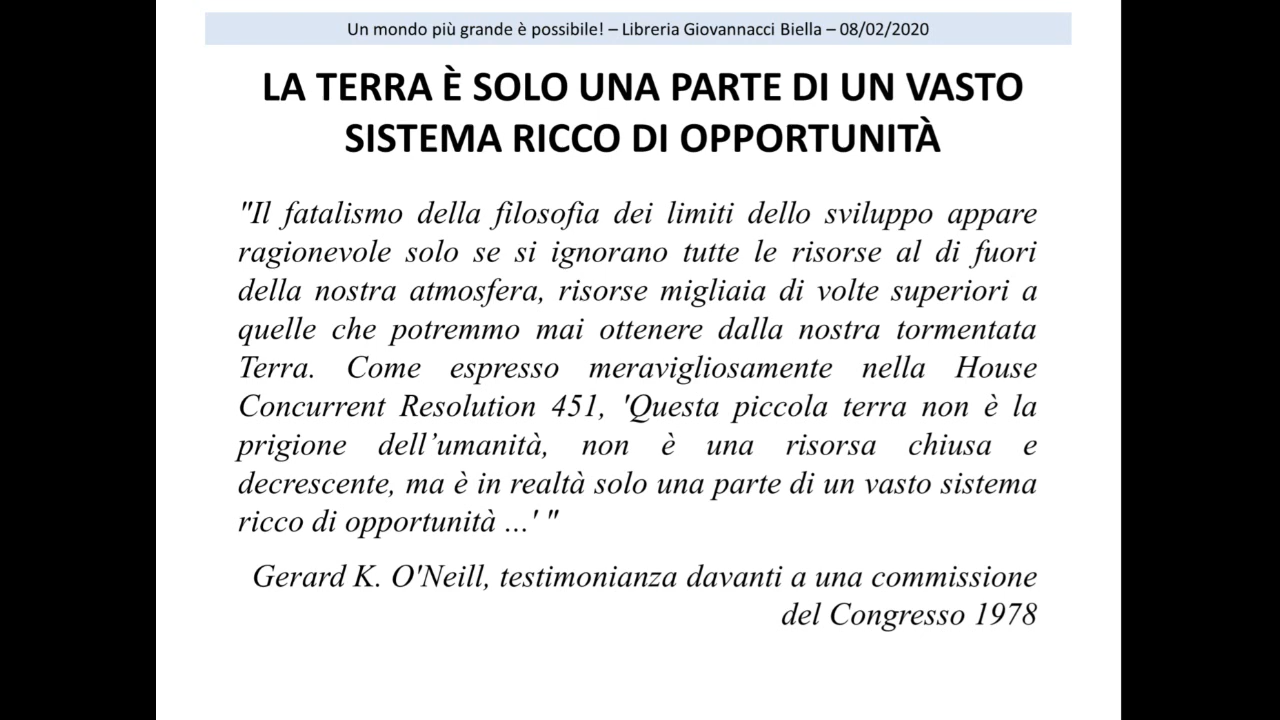 Un mondo più grande è possibile! – Libreria Giovannacci Biella – 08/02/2020
LA TERRA È SOLO UNA PARTE DI UN VASTO
SISTEMA RICCO DI OPPORTUNITÀ
"Il fatalismo della filosofia dei limiti dello sviluppo appare
ragionevole solo se si ignorano tutte le risorse al di fuori
della nostra atmosfera, risorse migliaia di volte superiori a
quelle che potremmo mai ottenere dalla nostra tormentata
Terra. Come espresso meravigliosamente nella House
Concurrent Resolution 451, 'Questa piccola terra non è la
prigione dell’umanità, non è una risorsa chiusa e
decrescente, ma è in realtà solo una parte di un vasto sistema
ricco di opportunità ...' "
Gerard K. O'Neill, testimonianza davanti a una commissione
del Congresso 1978